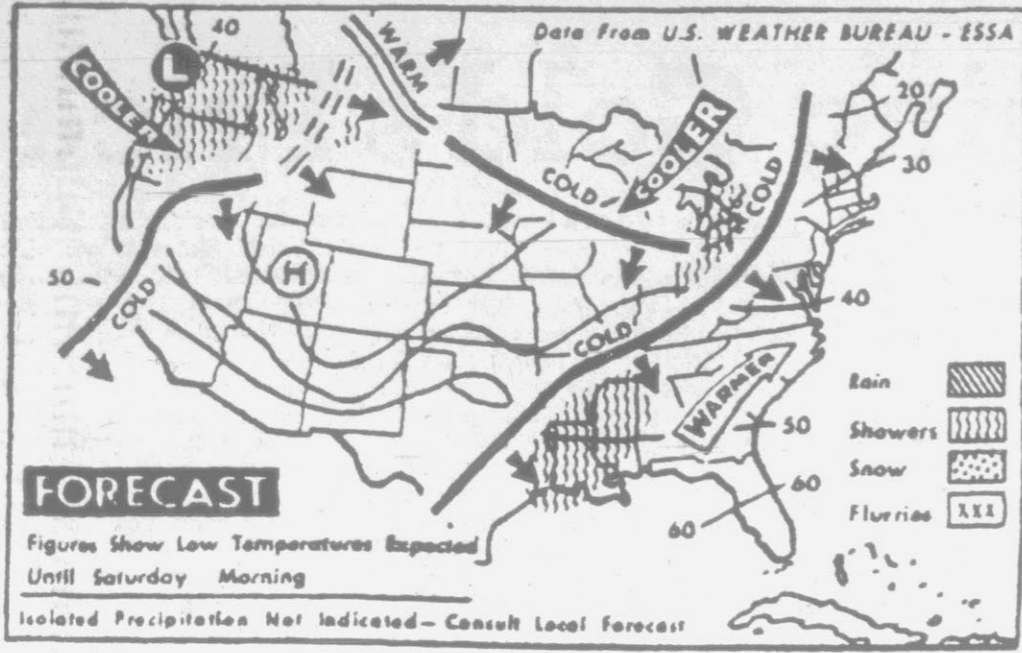 Data From U.S. WEATHER BUREAU - ESSA
40
L
COOLER
WARM
COOLER
20
30
COLD
COLD
H
50
COLD
COLD
40
WARMER
50
60
60
Rain
Showers
Snow
Flurries
XXX
FORECAST
Figures Show Low Temperatures Expected
Until Saturday Morning
Isolated Precipitation Not Indicated - Consult Local Forecast